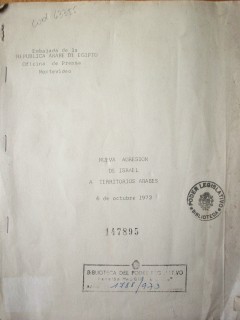 Embajada de la
REPUBLICA ARABE DE EGIPTO
Oficina de Prensa
Montevideo
NUEVA AGRESION
DE ISRAEL
A TERRITORIOS ARABES
6 de octubre 1973
PODER LEGISLATIVO
BIBLIOTECA
147895
BIBLIOTECA DEL PODER LEGISLATIVO